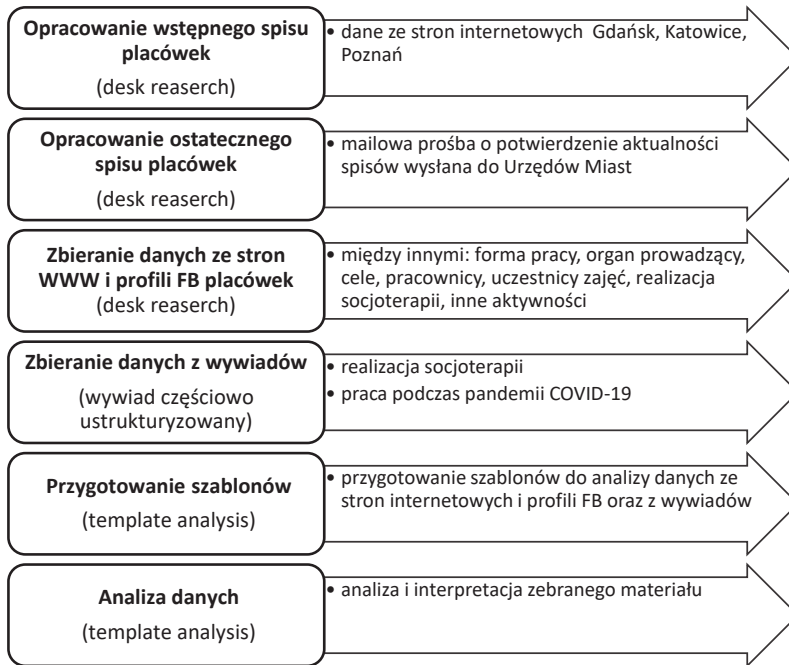 Opracowanie wstępnego spisu
placówek
(desk reaserch)
• dane ze stron internetowych Gdańsk, Katowice,
Poznań
Opracowanie ostatecznego
spisu placówek
(desk reaserch)
• mailowa prośba o potwierdzenie aktualności
spisów wysłana do Urzędów Miast
Zbieranie danych ze stron
WWW i profili FB placówek
(desk reaserch)
• między innymi: forma pracy, organ prowadzący,
cele, pracownicy, uczestnicy zajęć, realizacja
socjoterapii, inne aktywności
Zbieranie danych z wywiadów
(wywiad częściowo
ustrukturyzowany)
• realizacja socjoterapii
• praca podczas pandemii COVID-19
Przygotowanie szablonów
(template analysis)
• przygotowanie szablonów do analizy danych ze
stron internetowych i profili FB oraz z wywiadów
Analiza danych
(template analysis)
• analiza i interpretacja zebranego materiału